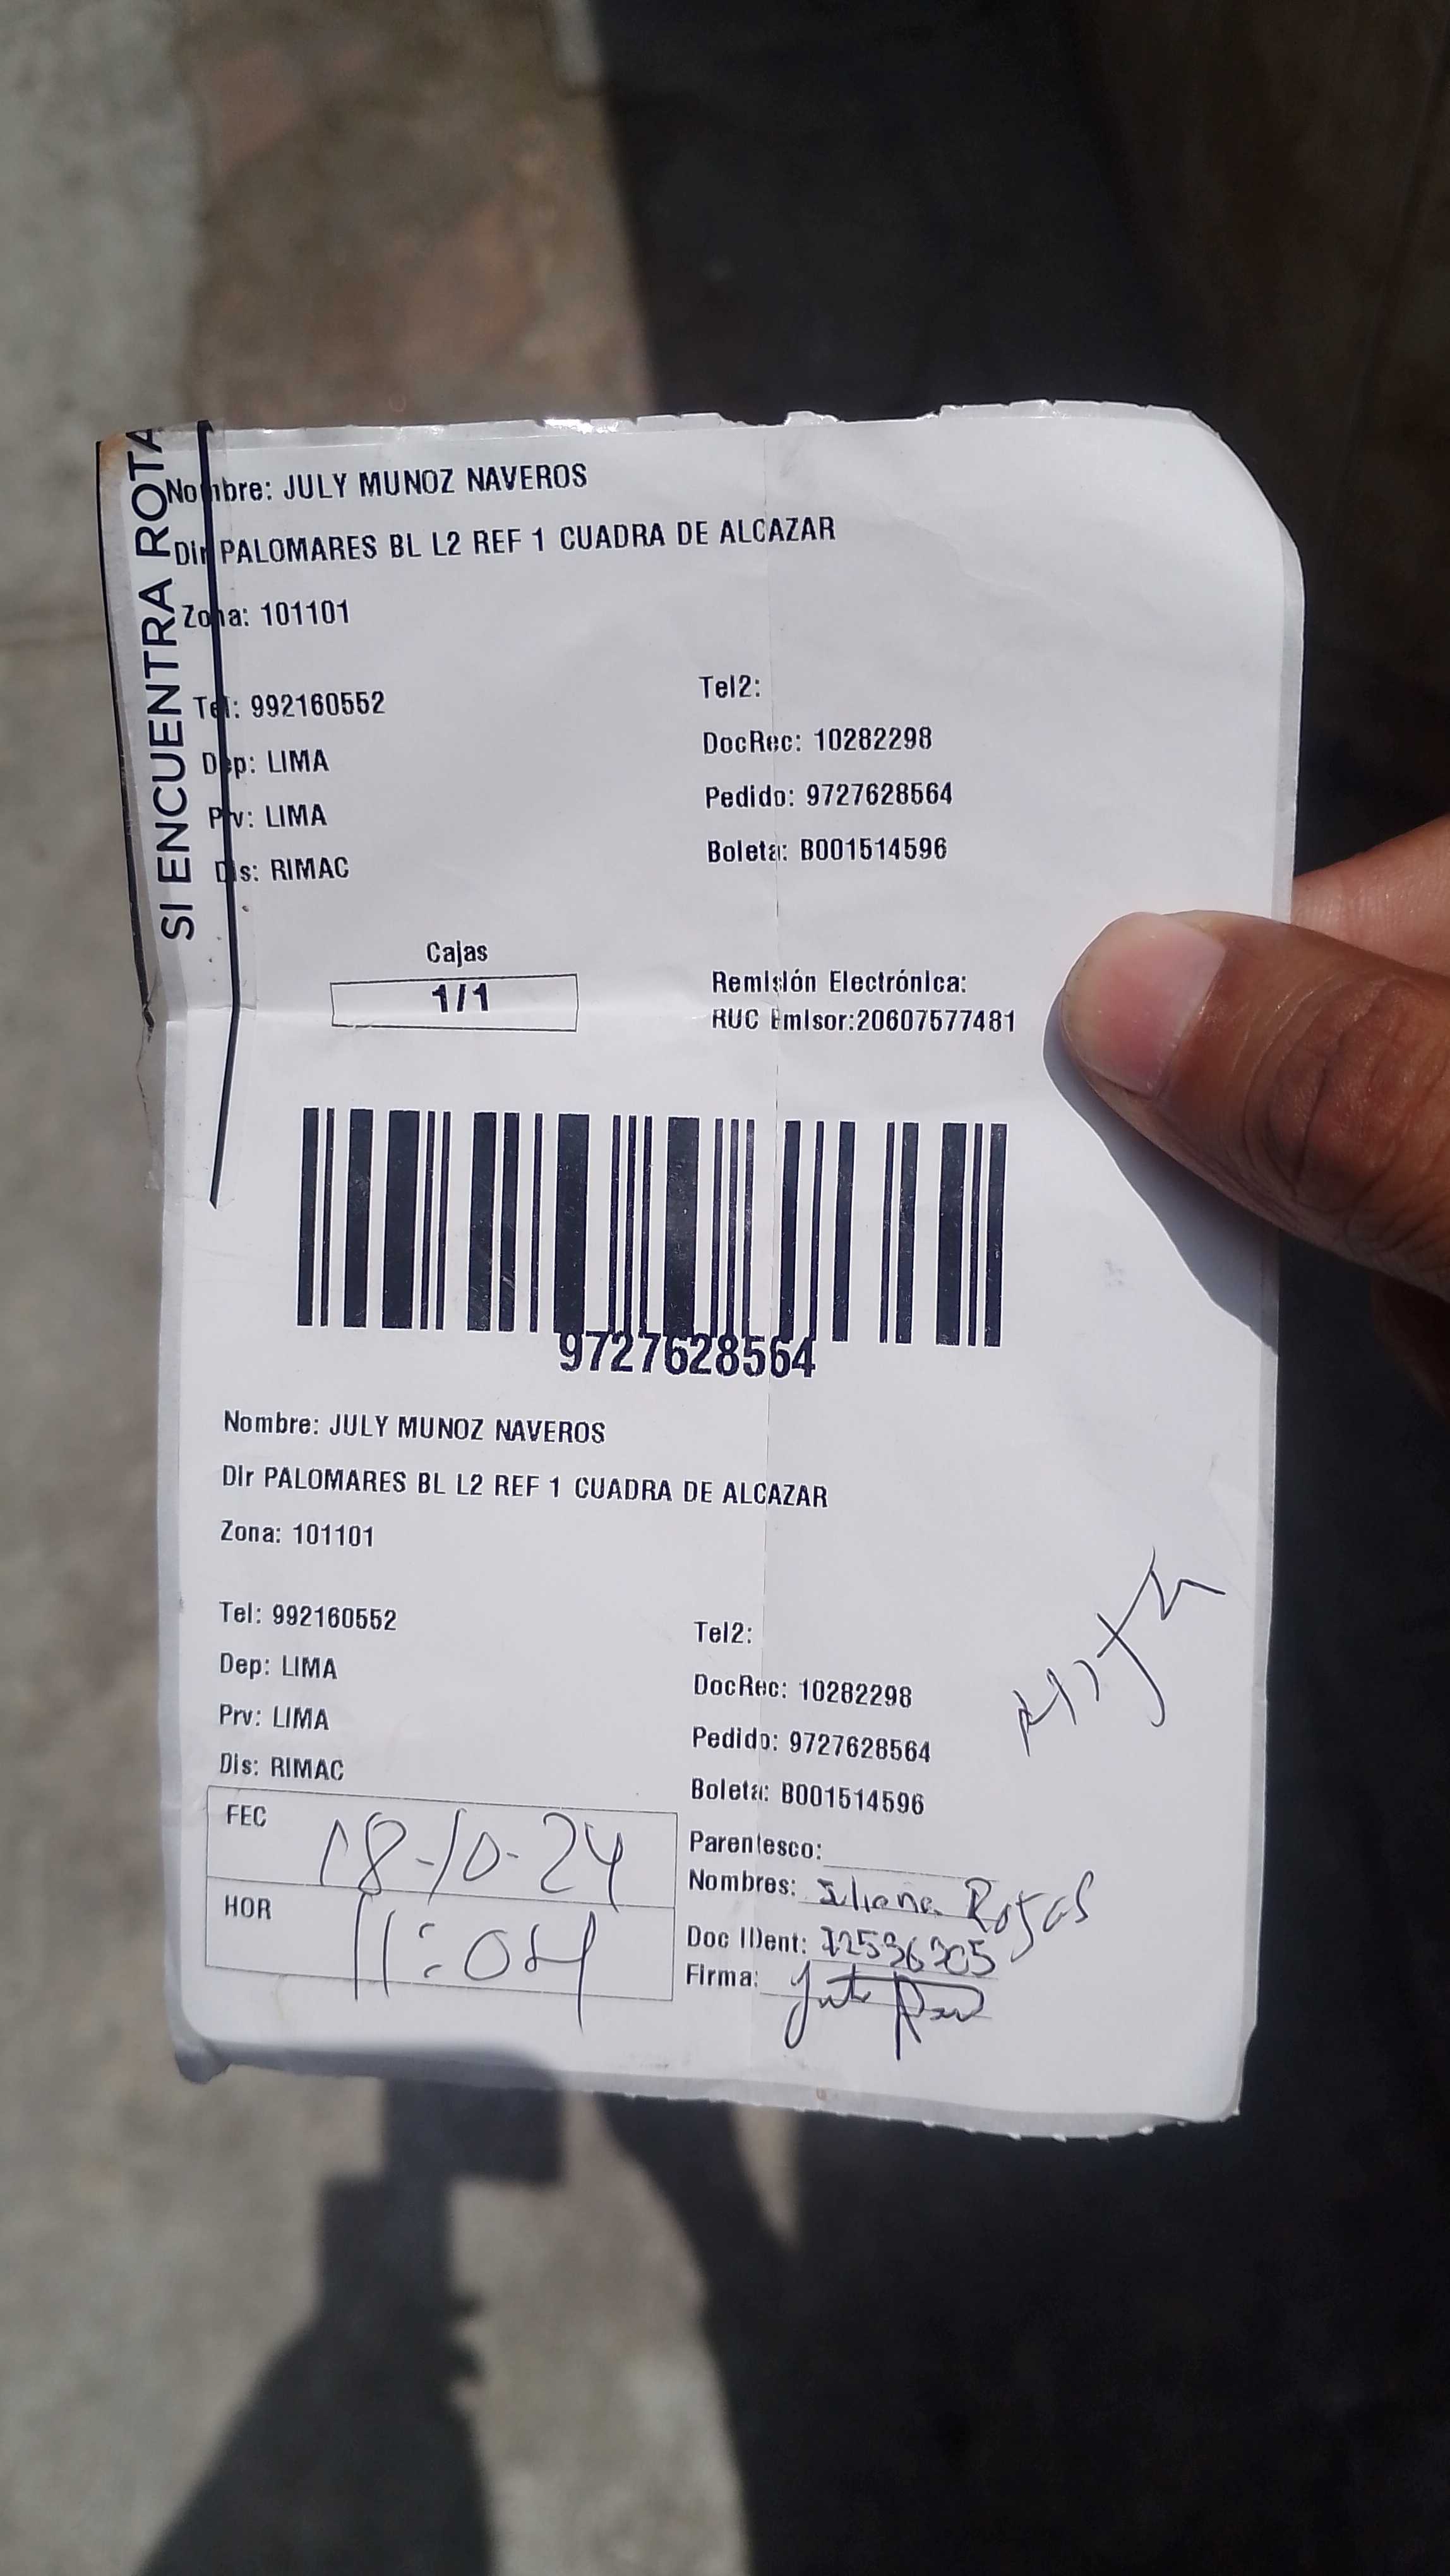 SI ENCUENTRA ROTA
Nombre: JULY MUNOZ NAVEROS
Dir PALOMARES BL L2 REF 1 CUADRA DE ALCAZAR
Zona: 101101
Tel: 992160552
Tel2:
Dep: LIMA
DocRec: 10282298
Prv: LIMA
Pedido: 9727628564
Dis: RIMAC
Boleta: B001514596
Cajas
1/1
Remisión Electrónica:
RUC Emisor:20607577481
9727628564
Nombre: JULY MUNOZ NAVEROS
Dir PALOMARES BL L2 REF 1 CUADRA DE ALCAZAR
Zona: 101101
Tel: 992160552
Tel2:
Dep: LIMA
DocRec: 10282298
Prv: LIMA
Pedido: 9727628564
Dis: RIMAC
Boleta: B001514596
FEC 18-10-24
HOR 11:04
Parentesco:
Nombres: Iuliana Rojas
Doc IDent:
Firma: